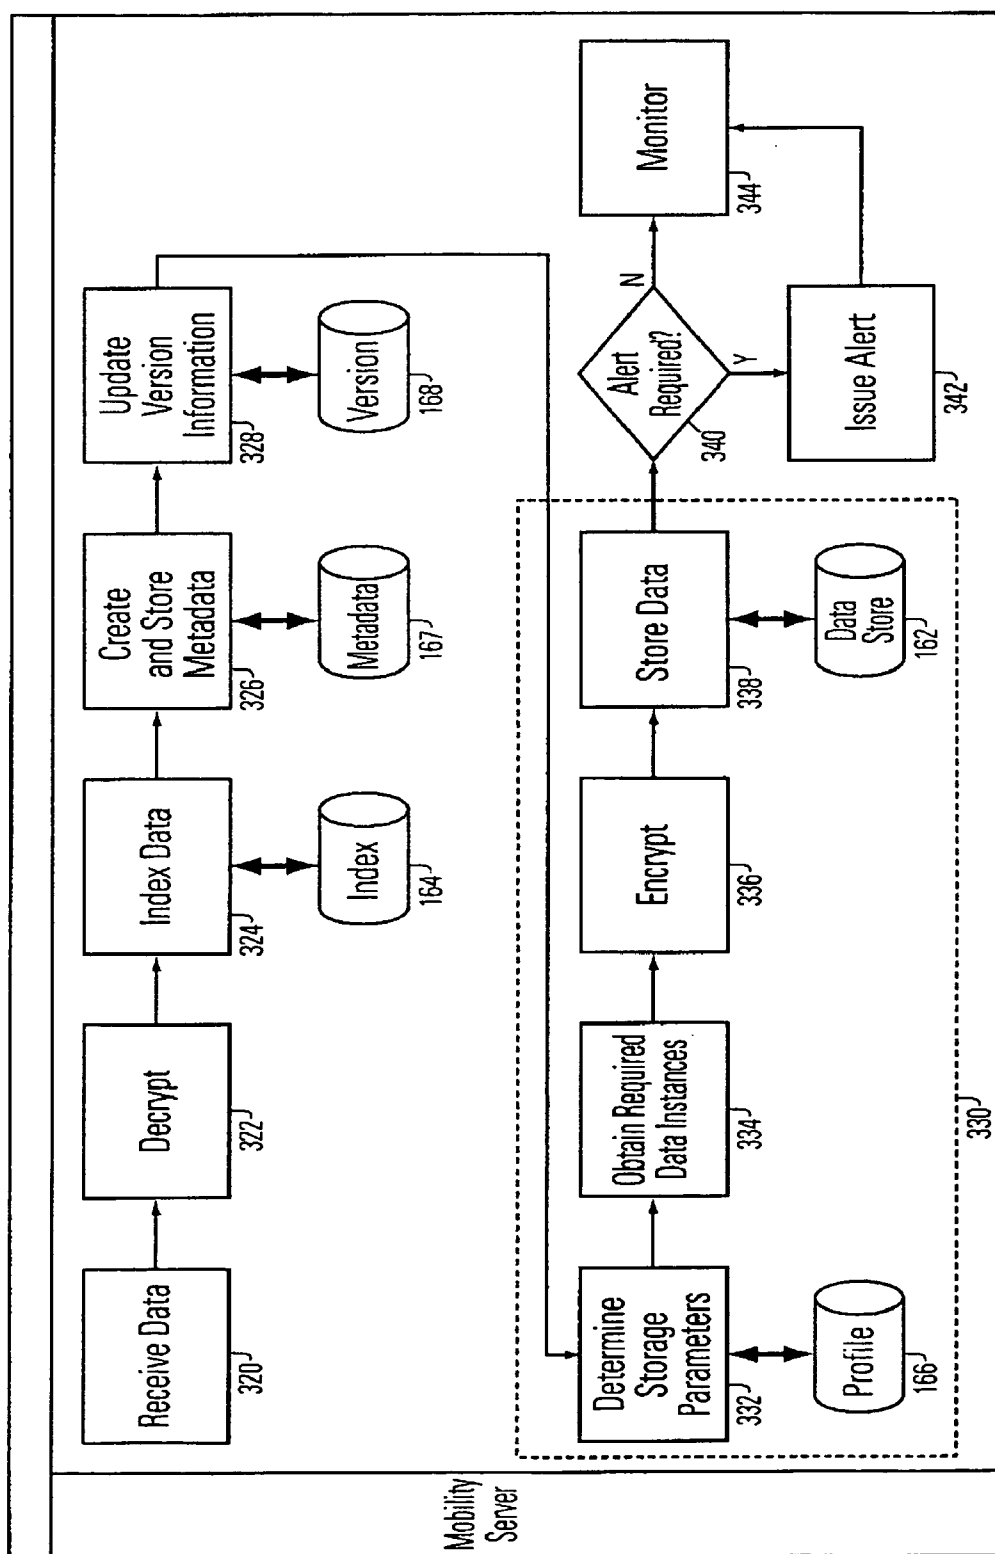 Mobility
Server
Receive Data
320
Decrypt
322
Index Data
324
Index
164
Create
and Store
Metadata
326
Metadata
167
Update
Version
Information
328
Version
168
Determine
Storage
Parameters
332
Profile
166
Obtain Required
Data Instances
334
Encrypt
336
Store Data
338
Data
Store
162
330
Alert
Required?
340
N
Y
Issue Alert
342
Monitor
344